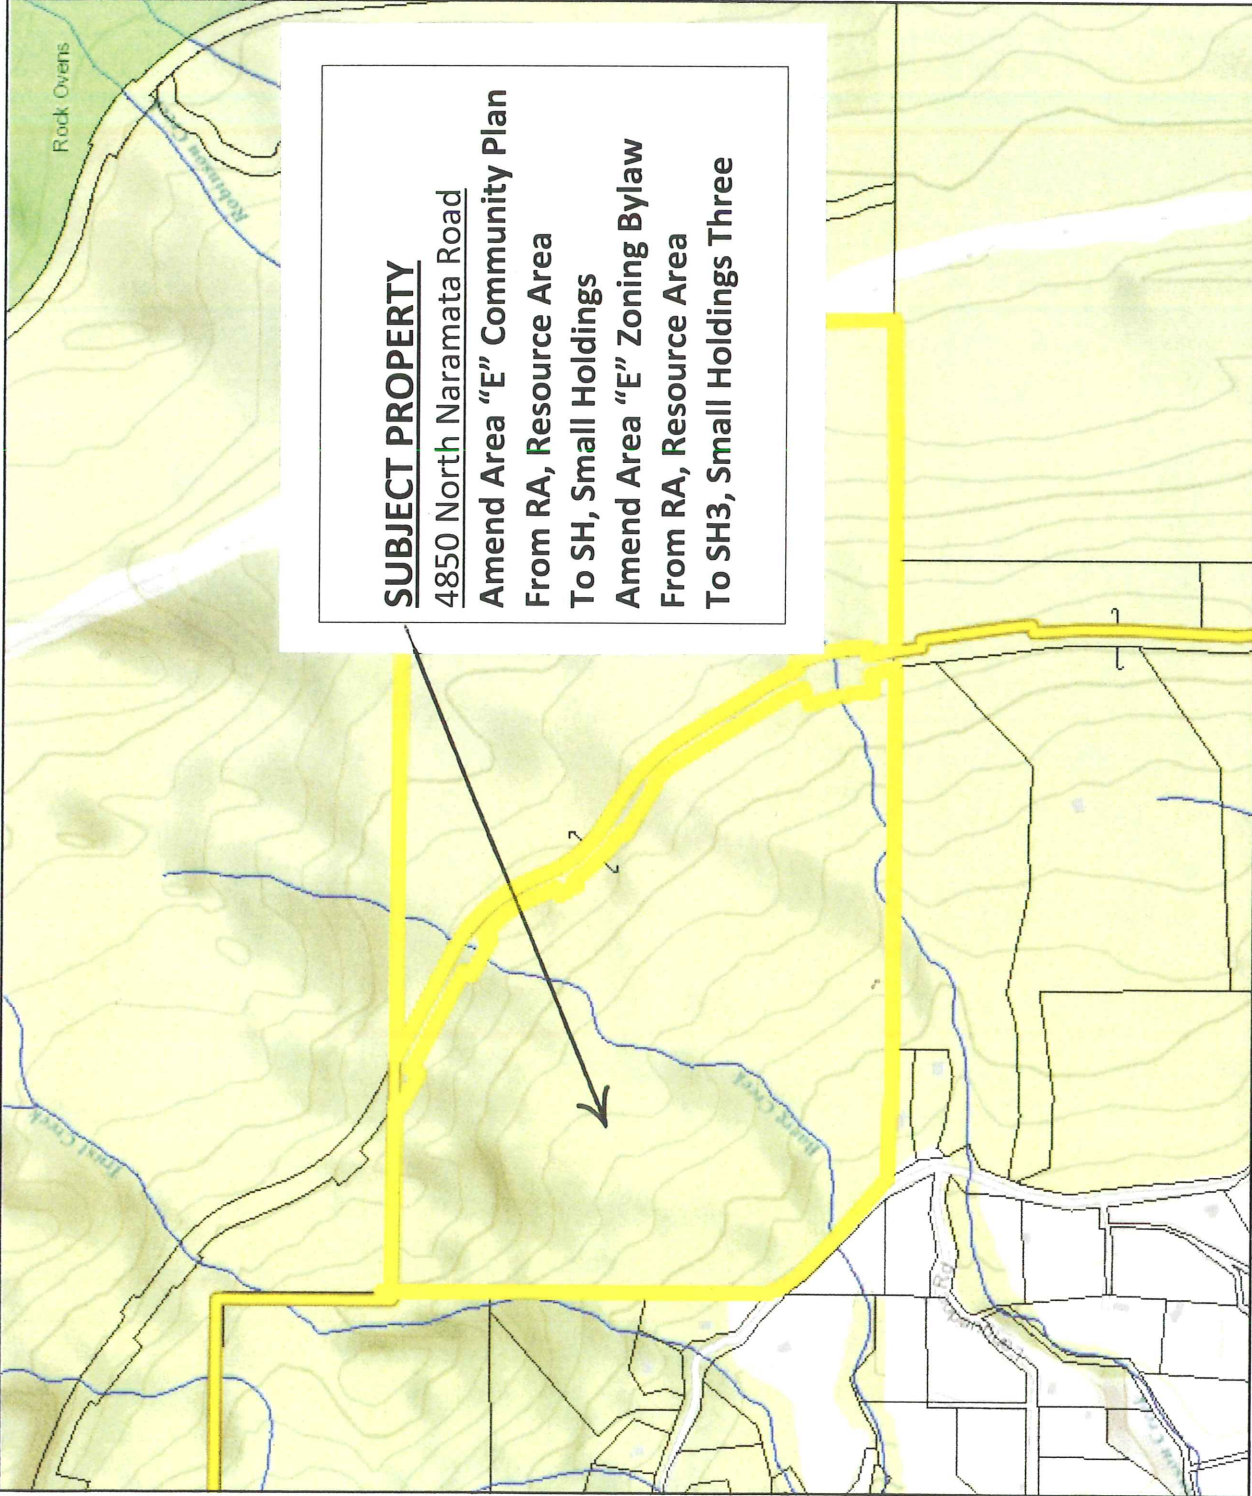 SUBJECT PROPERTY
4850 North Naramata Road
Amend Area “E” Community Plan
From RA, Resource Area
To SH, Small Holdings
Amend Area “E” Zoning Bylaw
From RA, Resource Area
To SH3, Small Holdings Three
Rock Ovens
Robinson Creek
Trust Creek
Creek
Rd